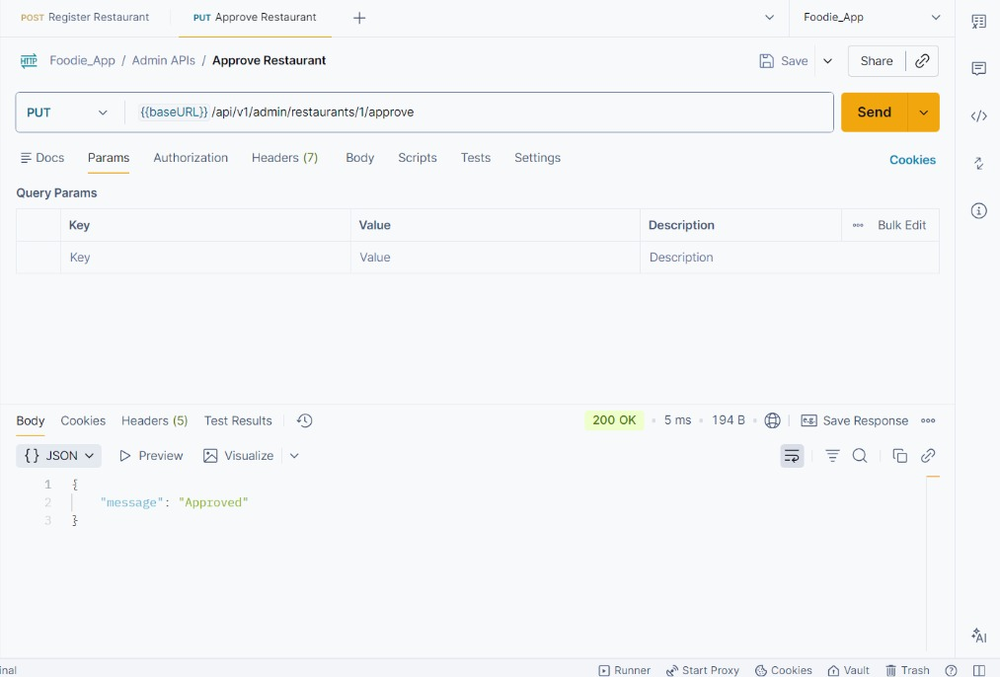 POST Register Restaurant
PUT Approve Restaurant
Foodie_App
HTTP Foodie_App / Admin APIs / Approve Restaurant
Save
Share
PUT {{baseURL}} /api/v1/admin/restaurants/1/approve
Send
Docs Params Authorization Headers (7) Body Scripts Tests Settings Cookies
Query Params
Key Value Description Bulk Edit
Key Value Description
Body Cookies Headers (5) Test Results 200 OK • 5 ms • 194 B • e.g. Save Response
{} JSON Preview Visualize
1 {
2 "message": "Approved"
3 }
AI
inal Runner Start Proxy Cookies Vault Trash